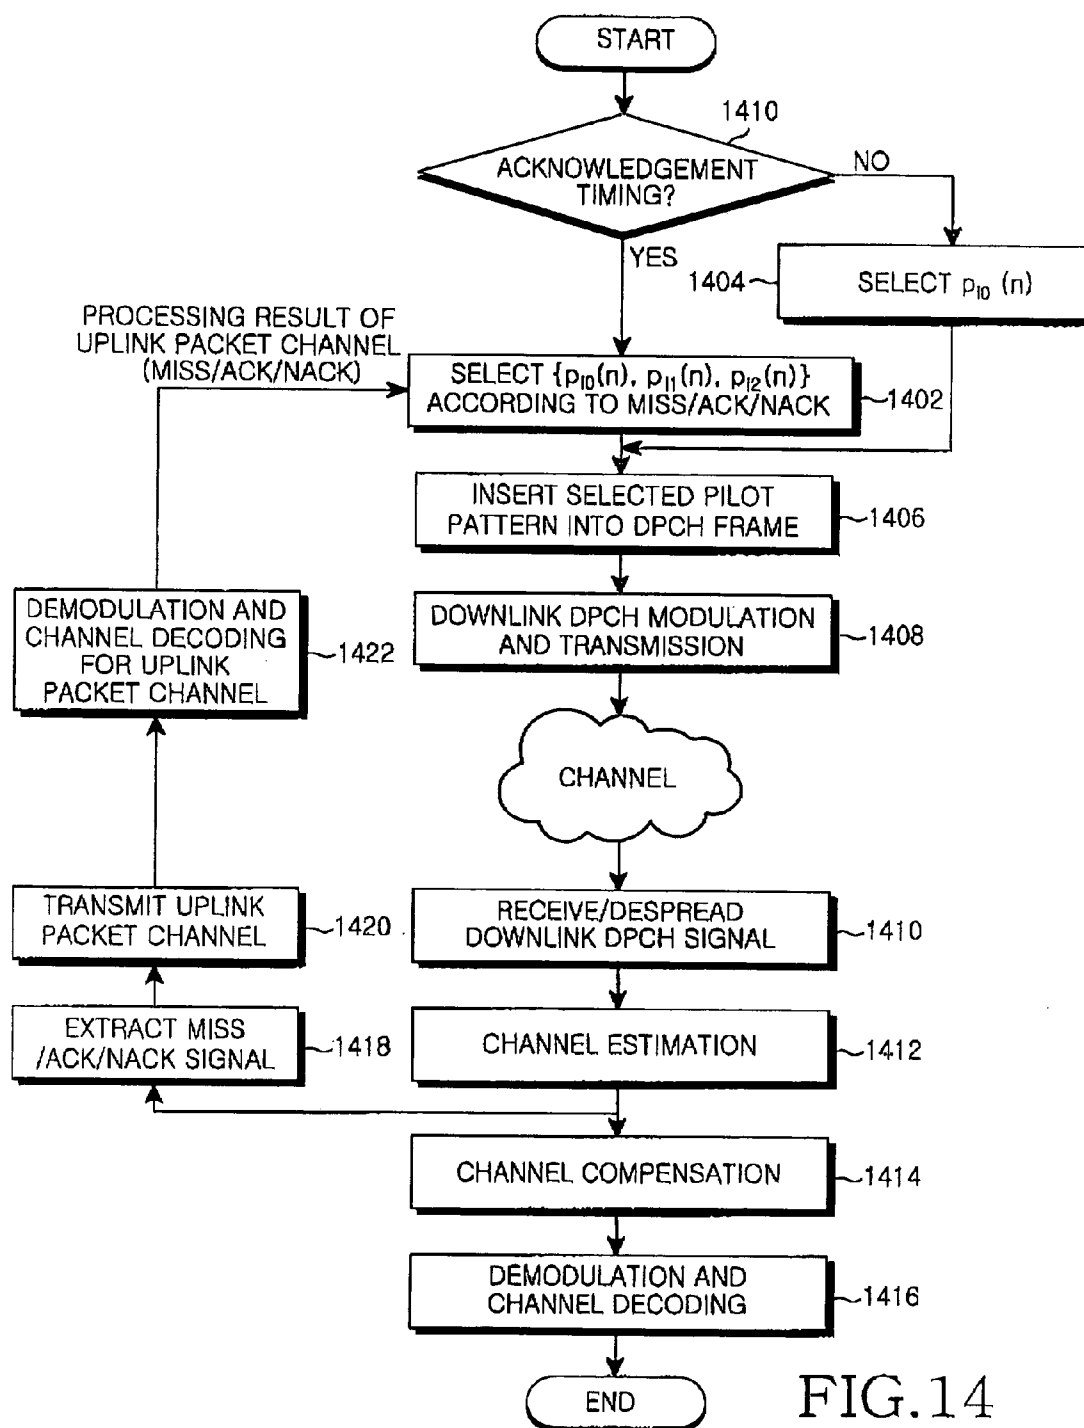 START
1410
ACKNOWLEDGEMENT
TIMING?
NO
YES
1404
SELECT pi0 (n)
PROCESSING RESULT OF
UPLINK PACKET CHANNEL
(MISS/ACK/NACK)
SELECT {pi0(n), pi1(n), pi2(n)}
ACCORDING TO MISS/ACK/NACK
1402
INSERT SELECTED PILOT
PATTERN INTO DPCH FRAME
1406
DOWNLINK DPCH MODULATION
AND TRANSMISSION
1408
DEMODULATION AND
CHANNEL DECODING
FOR UPLINK
PACKET CHANNEL
1422
CHANNEL
TRANSMIT UPLINK
PACKET CHANNEL
1420
RECEIVE/DESPREAD
DOWNLINK DPCH SIGNAL
1410
EXTRACT MISS
/ACK/NACK SIGNAL
1418
CHANNEL ESTIMATION
1412
CHANNEL COMPENSATION
1414
DEMODULATION AND
CHANNEL DECODING
1416
END
FIG.14